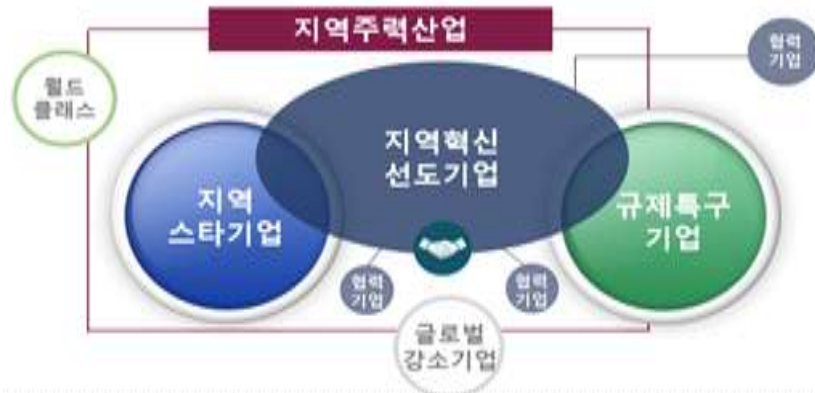 지역주력산업
협력
기업
월드
클래스
지역혁신
선도기업
지역
스타기업
규제특구
기업
협력
기업
협력
기업
글로벌
강소기업